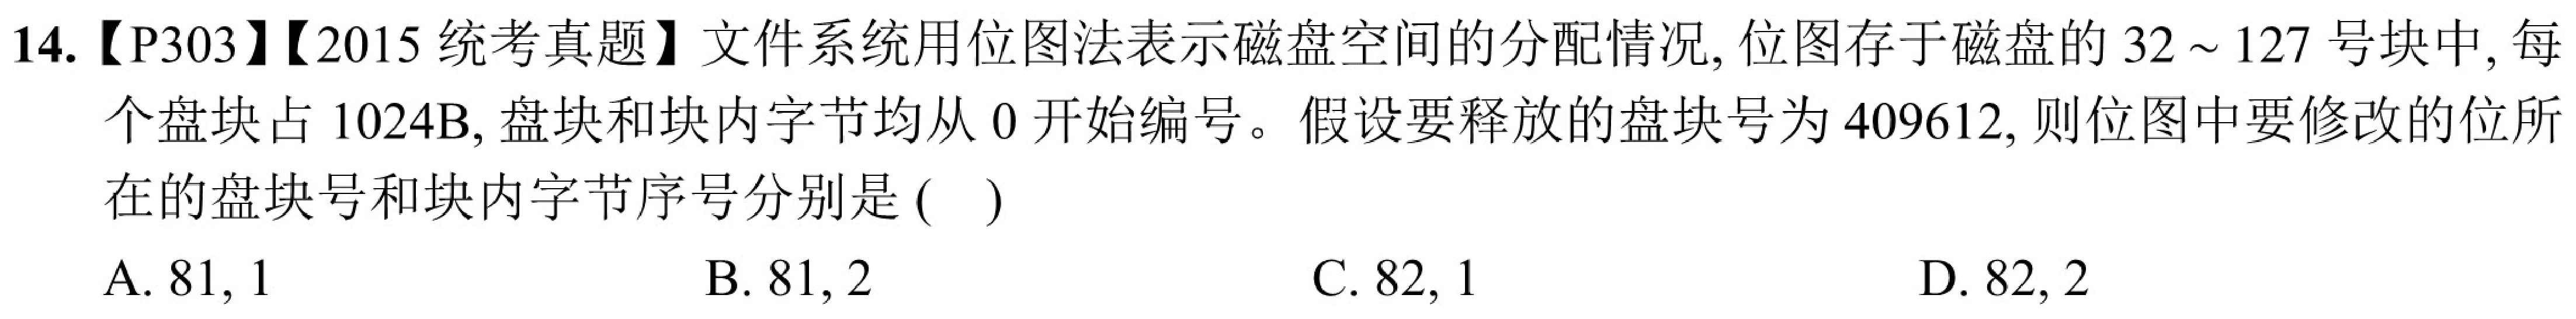 14.【P303】【2015 统考真题】文件系统用位图法表示磁盘空间的分配情况, 位图存于磁盘的 32 ~ 127 号块中, 每
个盘块占 1024B, 盘块和块内字节均从 0 开始编号。假设要释放的盘块号为 409612, 则位图中要修改的位所
在的盘块号和块内字节序号分别是 (    )
A. 81, 1    B. 81, 2    C. 82, 1    D. 82, 2